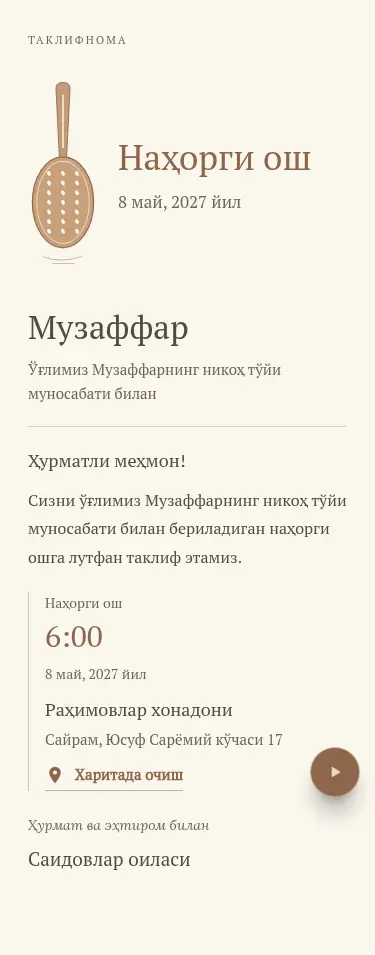 ТАКЛИФНОМА
Наҳорги ош
8 май, 2027 йил
Музаффар
Ўғлимиз Музаффарнинг никоҳ тўйи
муносабати билан
Ҳурматли меҳмон!
Сизни ўғлимиз Музаффарнинг никоҳ тўйи
муносабати билан бериладиган наҳорги
ошга лутфан таклиф этамиз.
Наҳорги ош
6:00
8 май, 2027 йил
Раҳимовлар хонадони
Сайрам, Юсуф Сарёмий кўчаси 17
Харитада очиш
Ҳурмат ва эҳтиром билан
Саидовлар оиласи